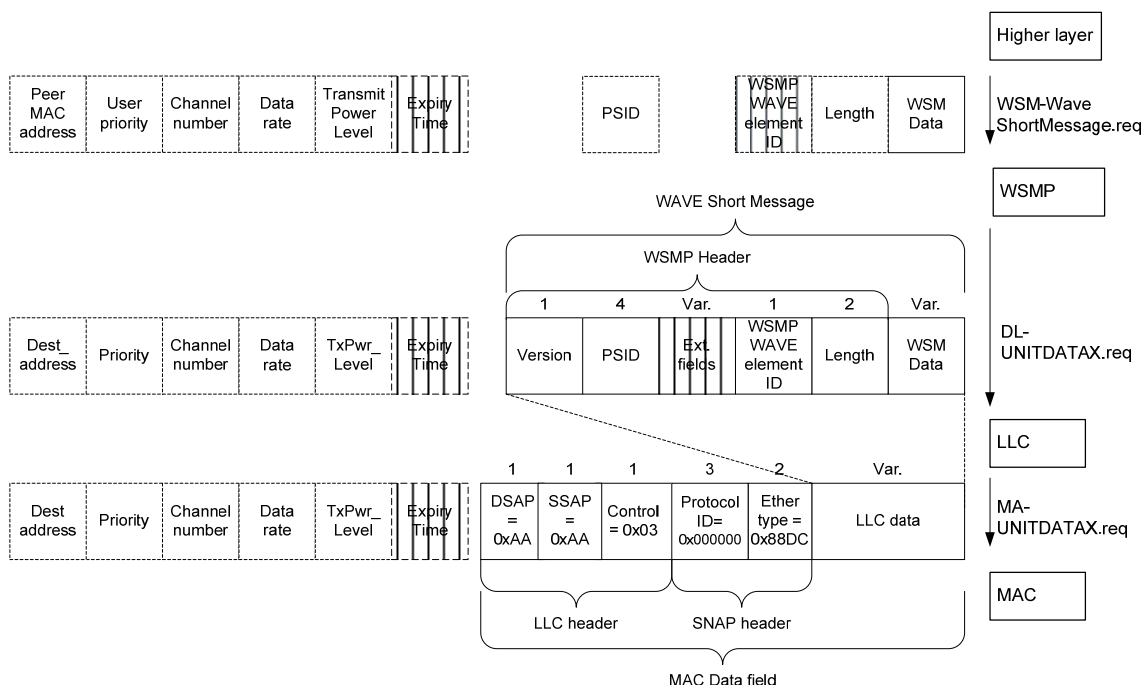 Higher layer
Peer MAC address
User priority
Channel number
Data rate
Transmit Power Level
Expiry Time
PSID
WSMP WAVE element ID
Length
WSM Data
WSM-Wave ShortMessage.req
WSMP
WAVE Short Message
WSMP Header
1 4 Var. 1 2 Var.
Dest_ address
Priority
Channel number
Data rate
TxPwr_ Level
Expiry Time
Version
PSID
Ext. fields
WSMP WAVE element ID
Length
WSM Data
DL-UNITDATAX.req
LLC
1 1 1 3 2 Var.
Dest address
Priority
Channel number
Data rate
TxPwr_ Level
Expiry Time
DSAP = 0xAA
SSAP = 0xAA
Control = 0x03
Protocol ID= 0x000000
Ether type = 0x88DC
LLC data
MA-UNITDATAX.req
MAC
LLC header
SNAP header
MAC Data field